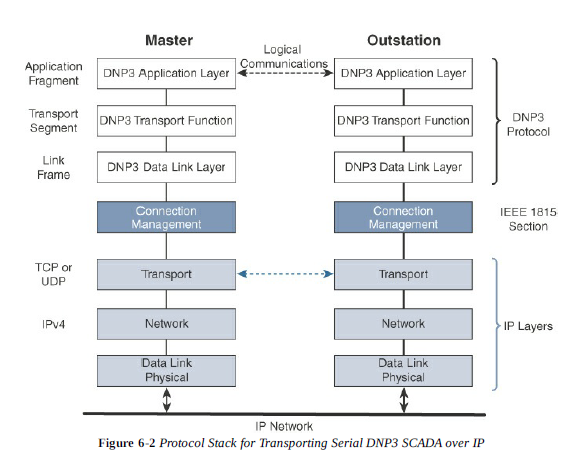 Master
Outstation
Logical
Communications
Application
Fragment
DNP3 Application Layer
DNP3 Application Layer
Transport
Segment
DNP3 Transport Function
DNP3 Transport Function
DNP3
Protocol
Link
Frame
DNP3 Data Link Layer
DNP3 Data Link Layer
Connection
Management
Connection
Management
IEEE 1815
Section
TCP or
UDP
Transport
Transport
IPv4
Network
Network
IP Layers
Data Link
Physical
Data Link
Physical
IP Network
Figure 6-2 Protocol Stack for Transporting Serial DNP3 SCADA over IP